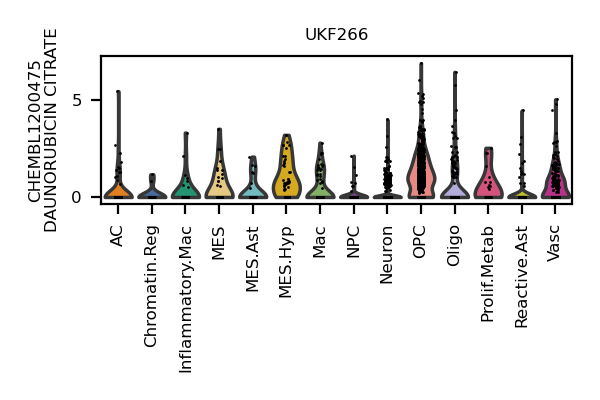 UKF266
CHEMBL1200475
DAUNORUBICIN CITRATE
5
0
AC
Chromatin.Reg
Inflammatory.Mac
MES
MES.Ast
MES.Hyp
Mac
NPC
Neuron
OPC
Oligo
Prolif.Metab
Reactive.Ast
Vasc